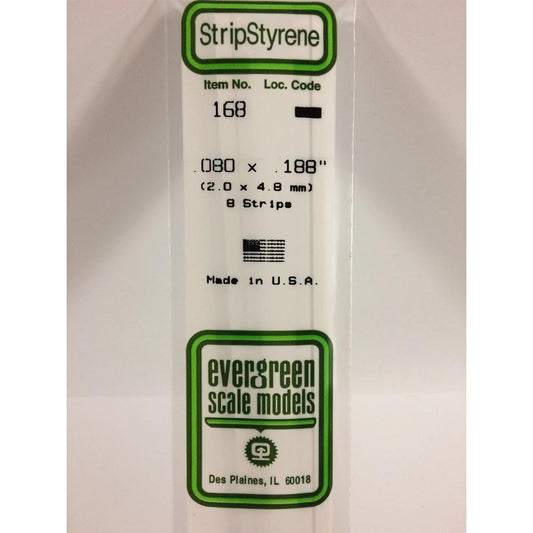 StripStyrene
Item No. Loc. Code
168
.080 x .188"
(2.0 x 4.8 mm)
8 Strips
Made in U.S.A.
evergreen
scale models
Des Plaines, IL 60018